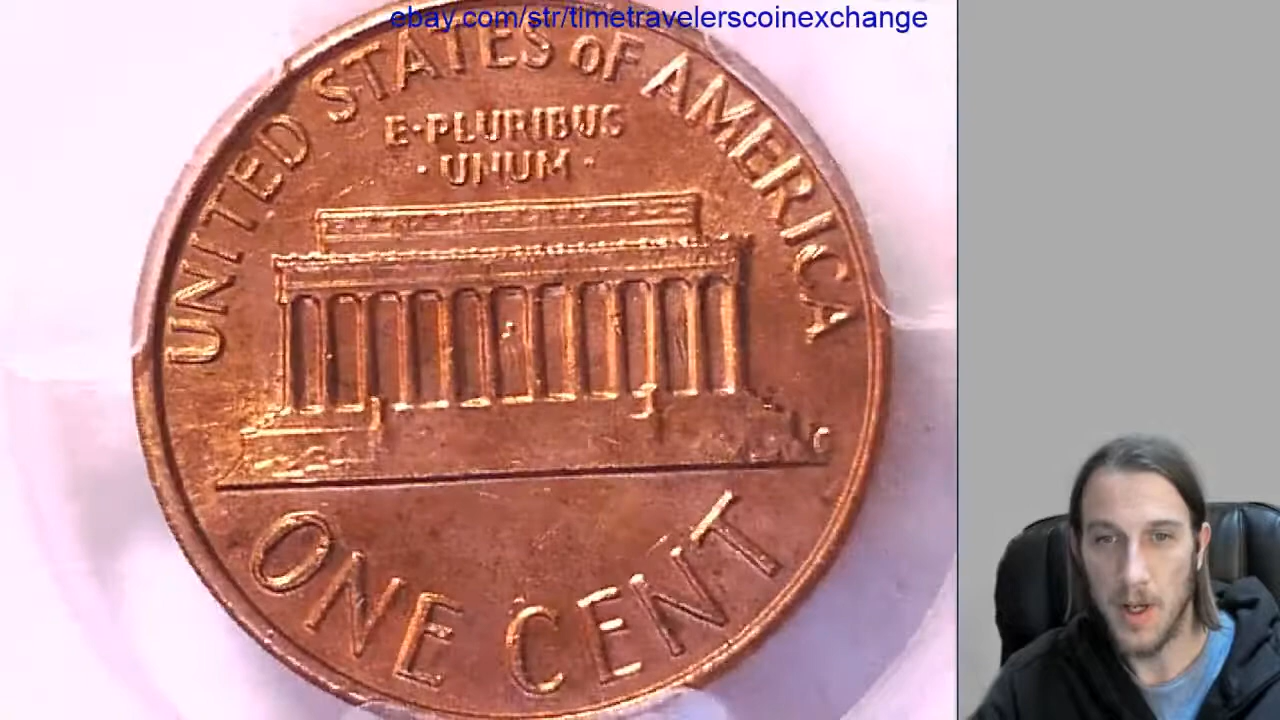 ebay.com/str/timetravelerscoinexchange
UNITED STATES OF AMERICA
E·PLURIBUS
·UNUM·
ONE CENT